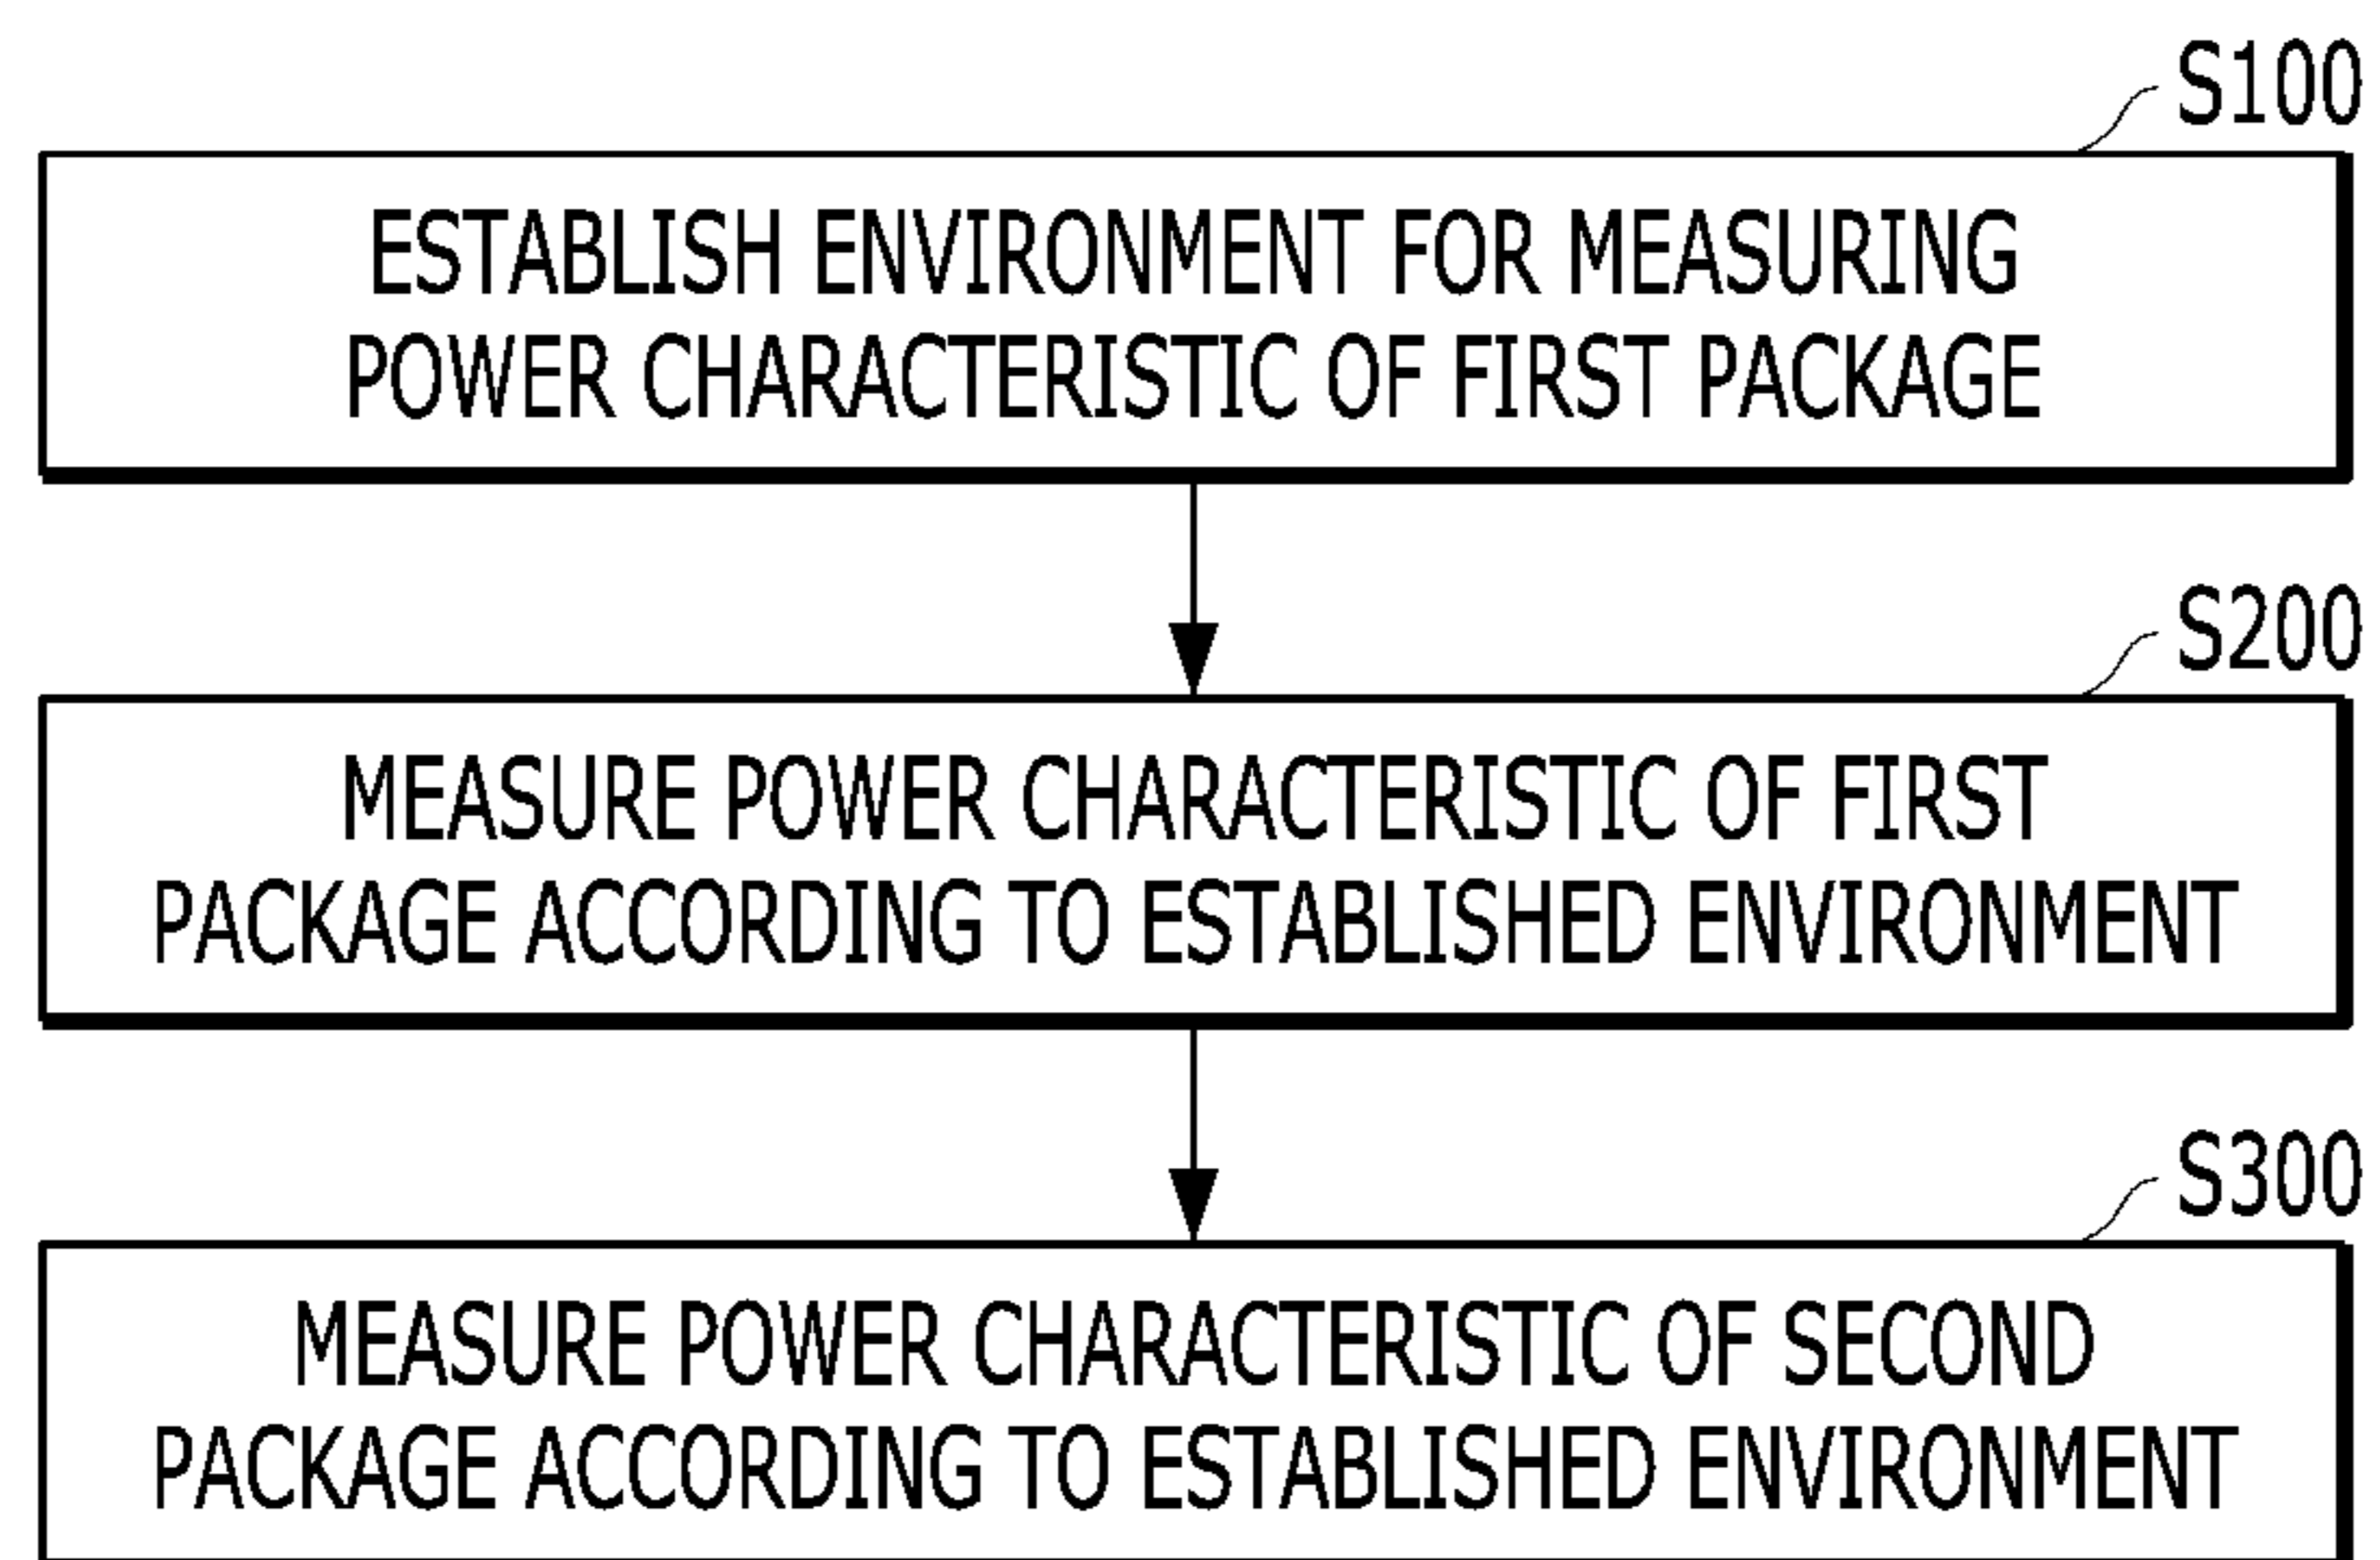 S100
ESTABLISH ENVIRONMENT FOR MEASURING
POWER CHARACTERISTIC OF FIRST PACKAGE
S200
MEASURE POWER CHARACTERISTIC OF FIRST
PACKAGE ACCORDING TO ESTABLISHED ENVIRONMENT
S300
MEASURE POWER CHARACTERISTIC OF SECOND
PACKAGE ACCORDING TO ESTABLISHED ENVIRONMENT